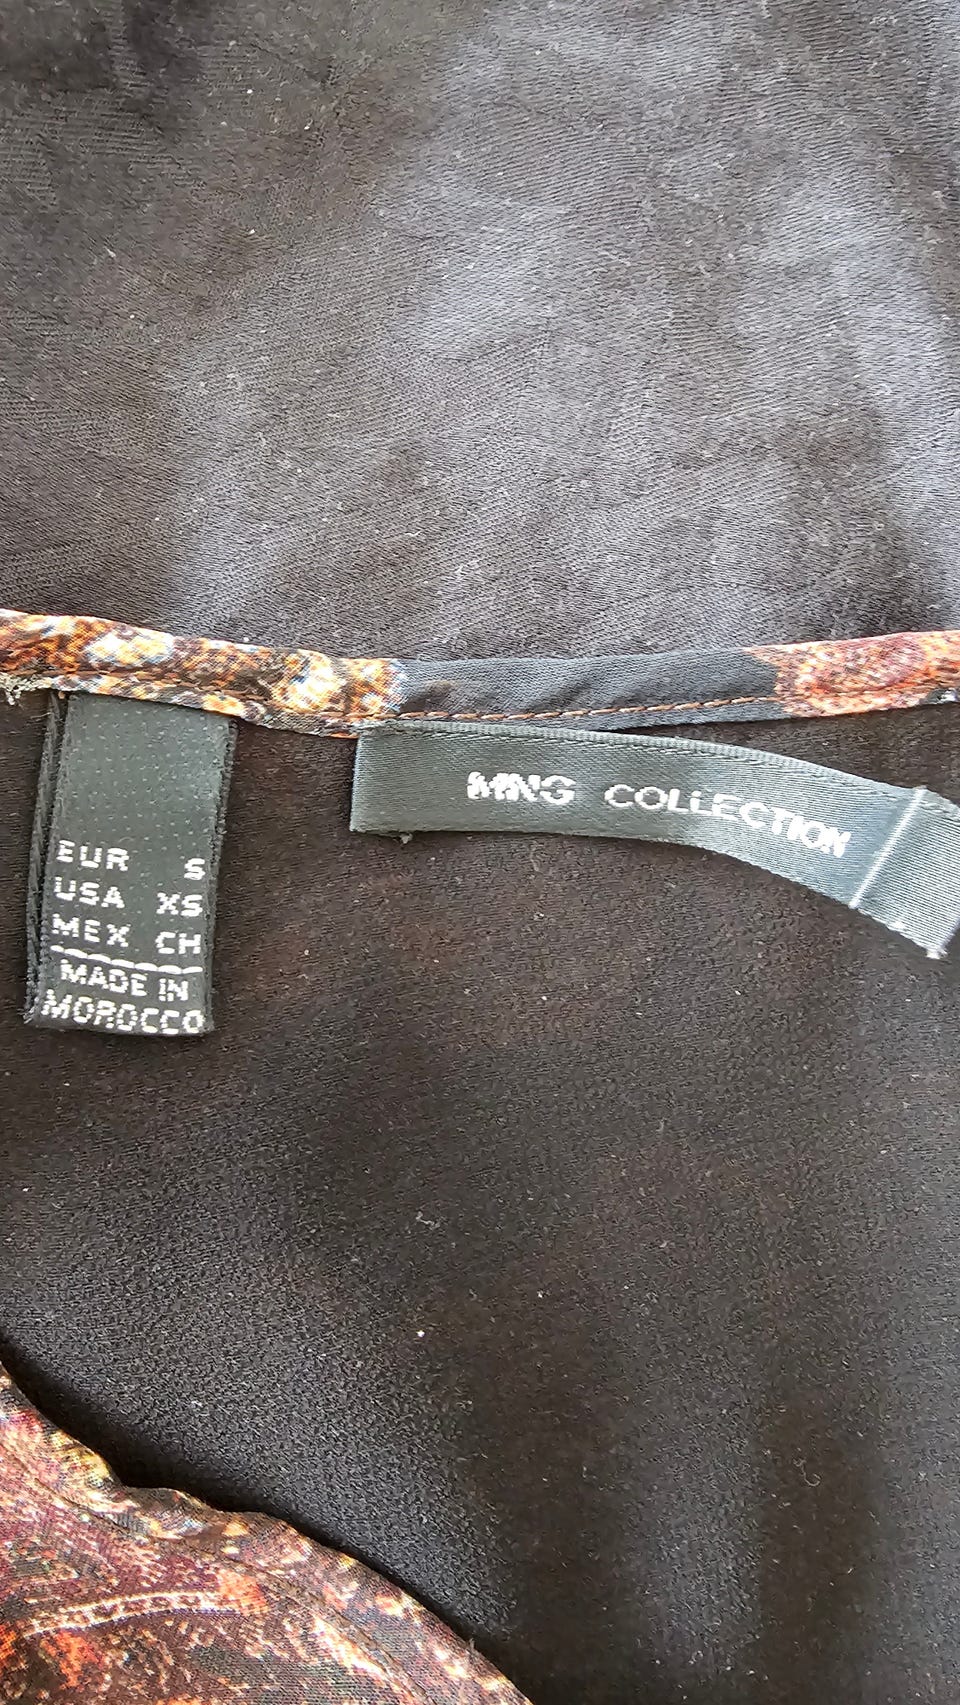 MNG COLLECTION
EUR S
USA XS
MEX CH
MADE IN
MOROCCO